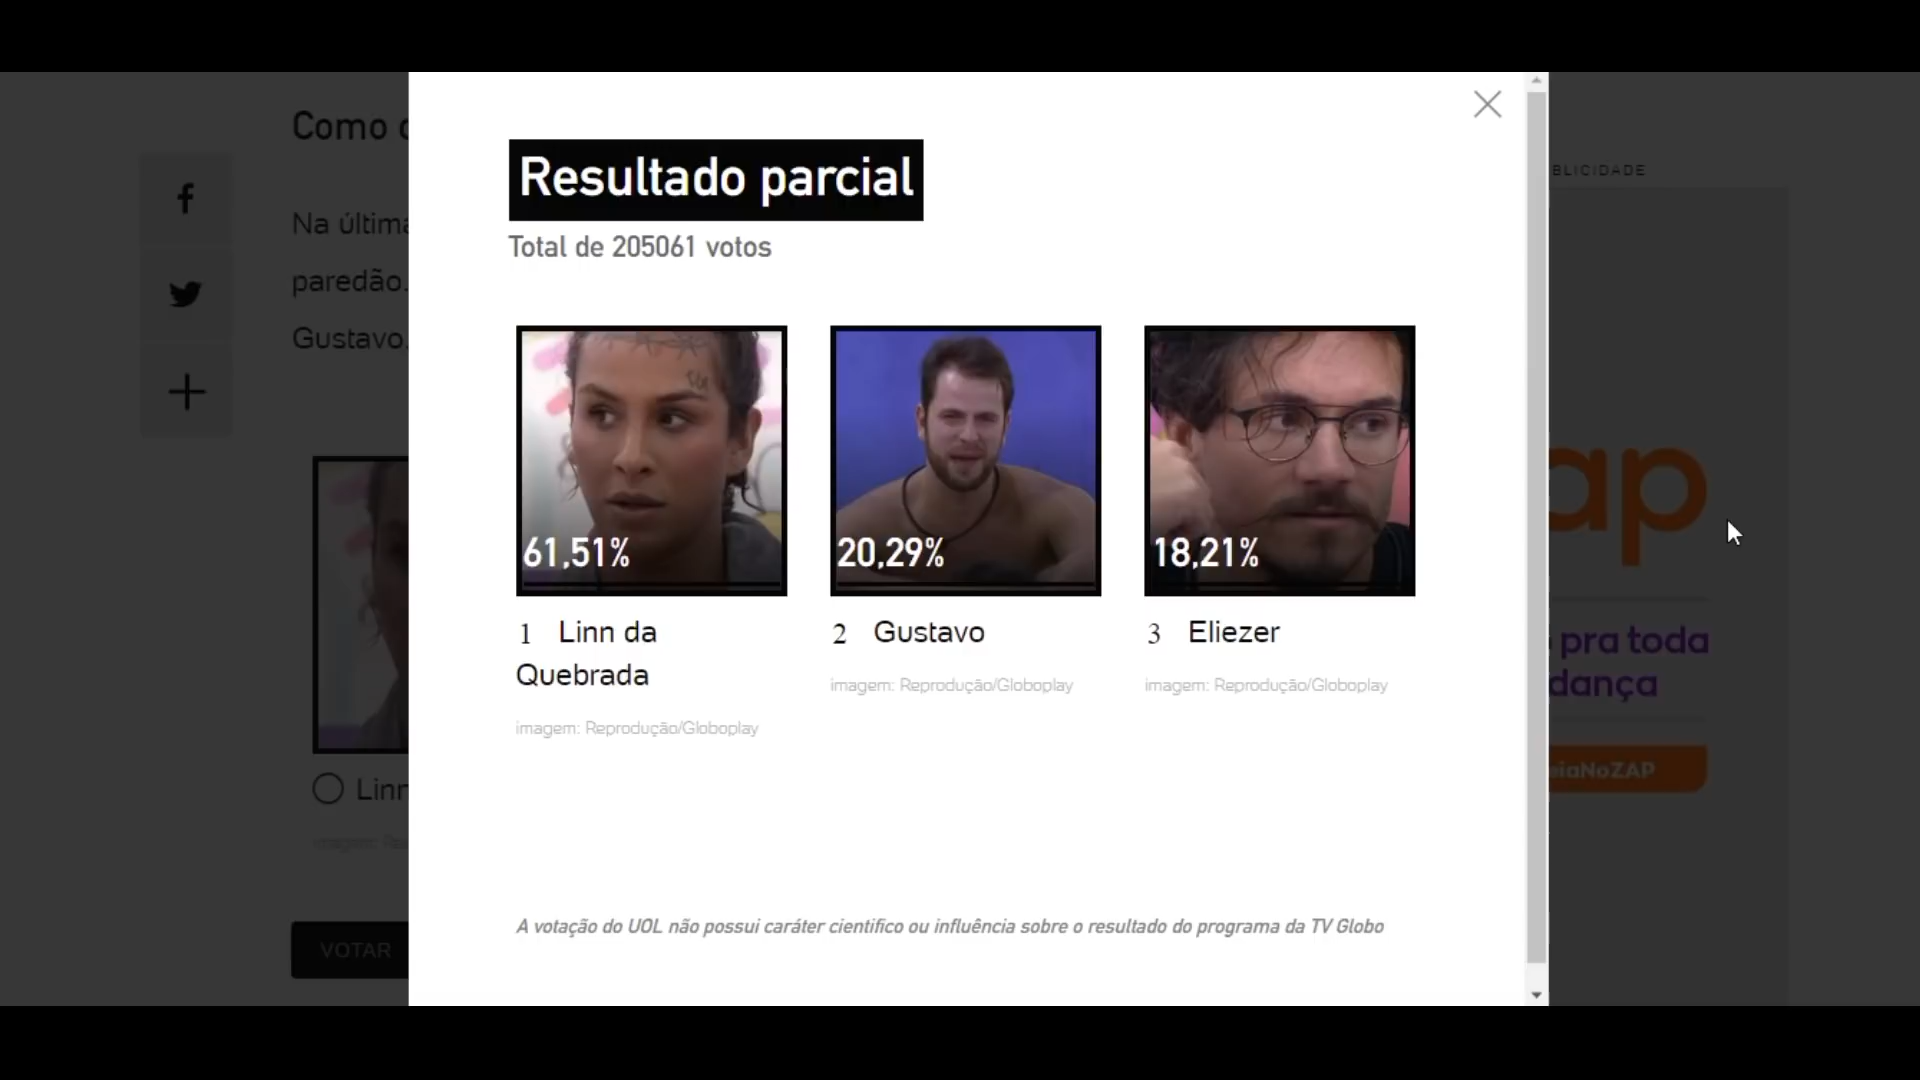 Como
Na última
paredão.
Gustavo.
Resultado parcial
Total de 205061 votos
61,51%
20,29%
18,21%
1 Linn da
Quebrada
imagem: Reprodução/Globoplay
2 Gustavo
imagem: Reprodução/Globoplay
3 Eliezer
imagem: Reprodução/Globoplay
A votação do UOL não possui caráter cientifico ou influência sobre o resultado do programa da TV Globo
Linn
imagem:
VOTAR
BLICIDADE
ap
pra toda
dança
iaNoZAP